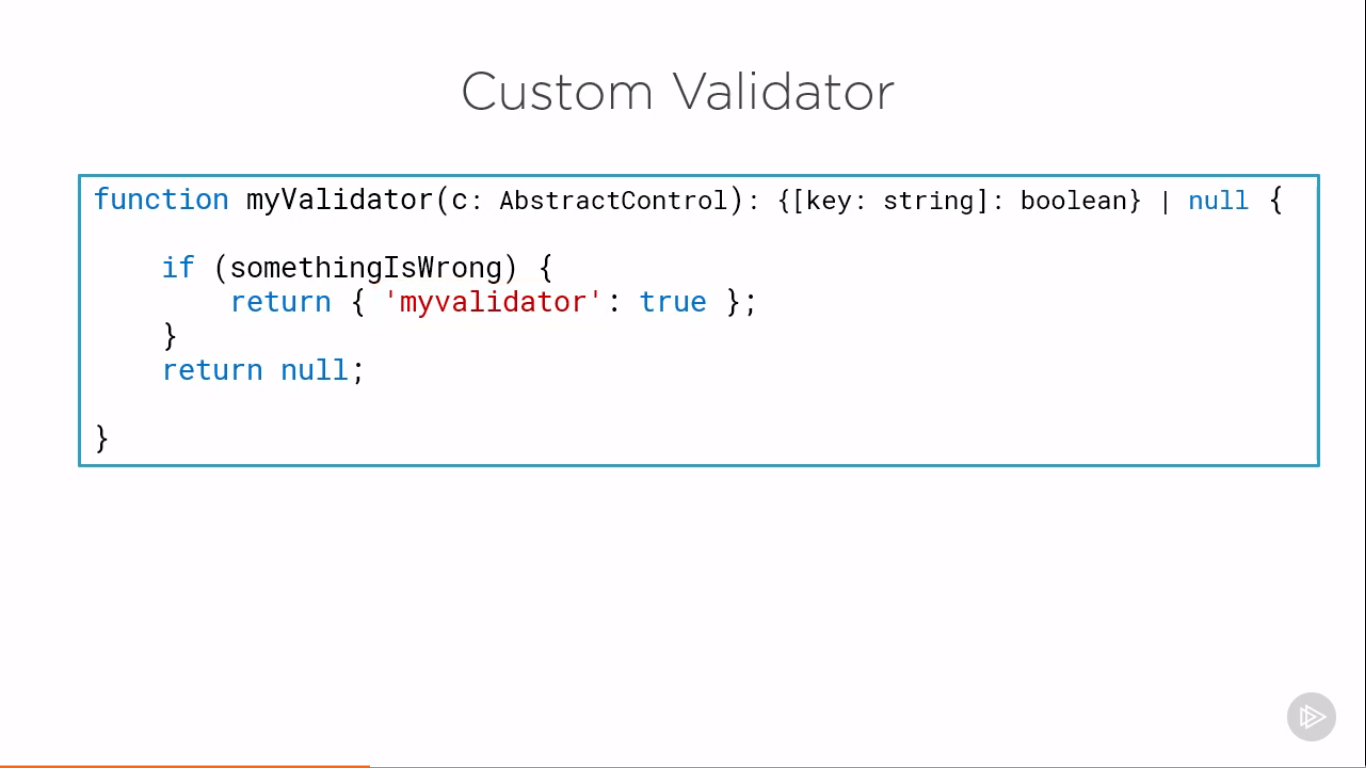 Custom Validator
function myValidator(c: AbstractControl): {[key: string]: boolean} | null {
if (somethingIsWrong) {
return { 'myvalidator': true };
}
return null;
}